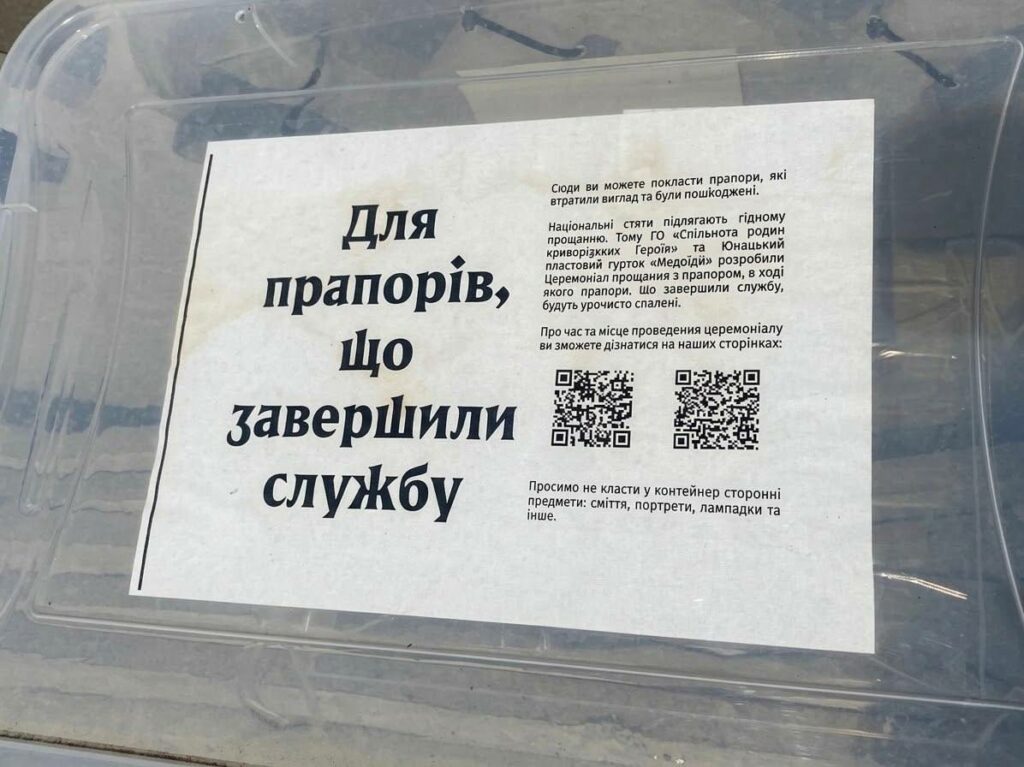 Для
прапорів,
що
завершили
службу
Сюди ви можете покласти прапори, які
втратили вигляд та були пошкоджені.
Національні стяги підлягають гідному
прощанню. Тому ГО «Спільнота родин
криворізжких Героїв» та Юнацький
пластовий гурток «Медоїдй» розробили
Церемоніал прощання з прапором, в ході
якого прапори. Що завершили службу,
будуть урочисто спалені.
Про час та місце проведення церемоніалу
ви зможете дізнатися на наших сторінках:
Просимо не класти у контейнер сторонні
предмети: сміття, портрети, лампадки та
інше.